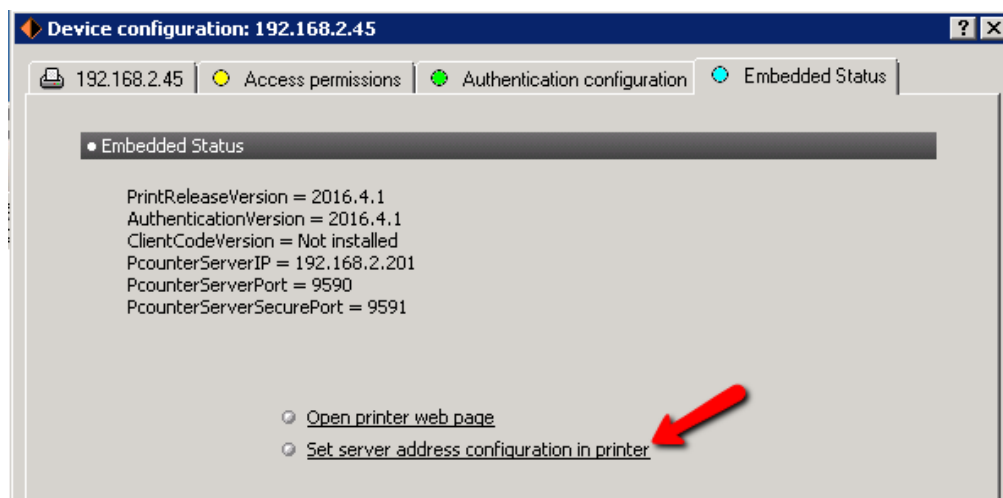 Device configuration: 192.168.2.45
192.168.2.45 Access permissions Authentication configuration Embedded Status
• Embedded Status
PrintReleaseVersion = 2016.4.1
AuthenticationVersion = 2016.4.1
ClientCodeVersion = Not installed
PcounterServerIP = 192.168.2.201
PcounterServerPort = 9590
PcounterServerSecurePort = 9591
Open printer web page
Set server address configuration in printer